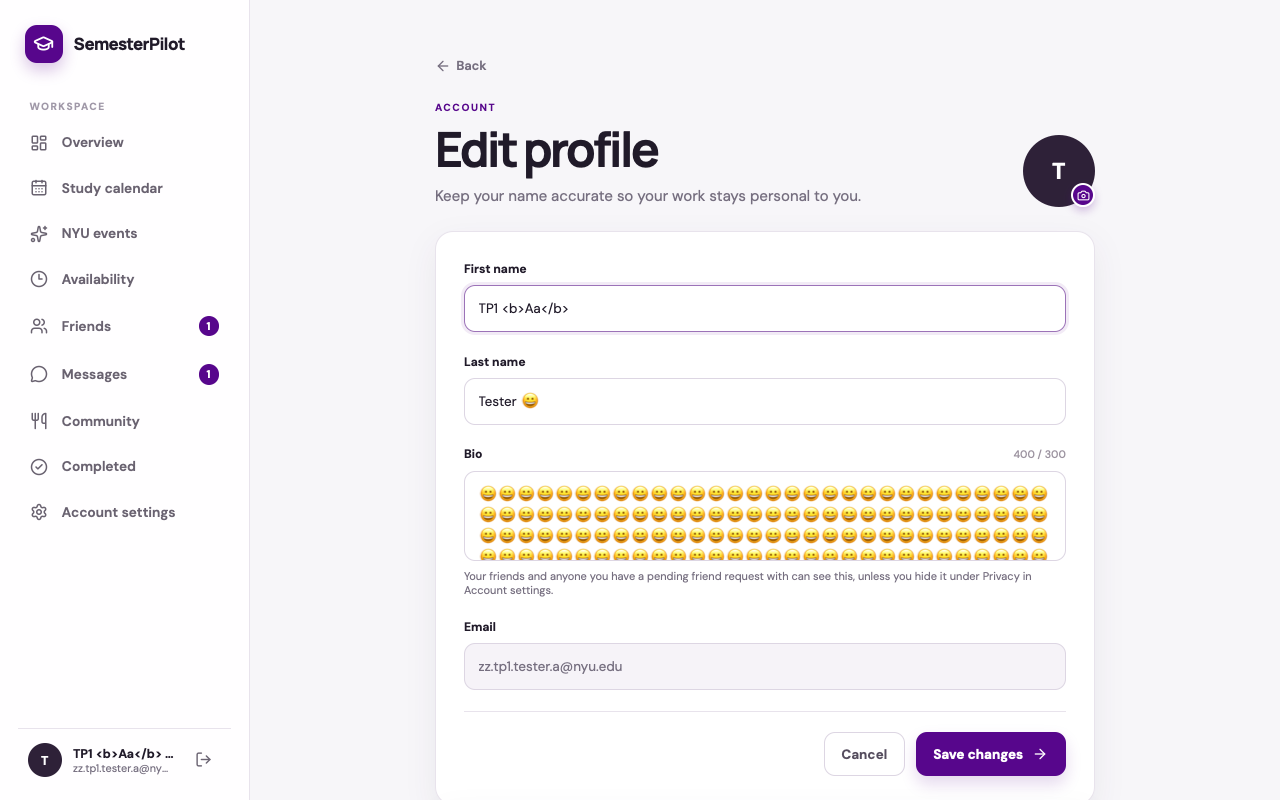 SemesterPilot
WORKSPACE
Overview
Study calendar
NYU events
Availability
Friends
1
Messages
1
Community
Completed
Account settings
TP1 <b>Aa</b> ...
zz.tp1.tester.a@ny...
Back
ACCOUNT
Edit profile
Keep your name accurate so your work stays personal to you.
T
First name
TP1 <b>Aa</b>
Last name
Tester 😀
Bio
400 / 300
😀😀😀😀😀😀😀😀😀😀😀😀😀😀😀😀😀😀😀😀😀😀😀😀😀😀😀😀😀😀
😀😀😀😀😀😀😀😀😀😀😀😀😀😀😀😀😀😀😀😀😀😀😀😀😀😀😀😀😀😀
😀😀😀😀😀😀😀😀😀😀😀😀😀😀😀😀😀😀😀😀😀😀😀😀😀😀😀😀😀😀
😀😀😀😀😀😀😀😀😀😀😀😀😀😀😀😀😀😀😀😀😀😀😀😀😀😀😀😀😀😀
Your friends and anyone you have a pending friend request with can see this, unless you hide it under Privacy in
Account settings.
Email
zz.tp1.tester.a@nyu.edu
Cancel
Save changes
T